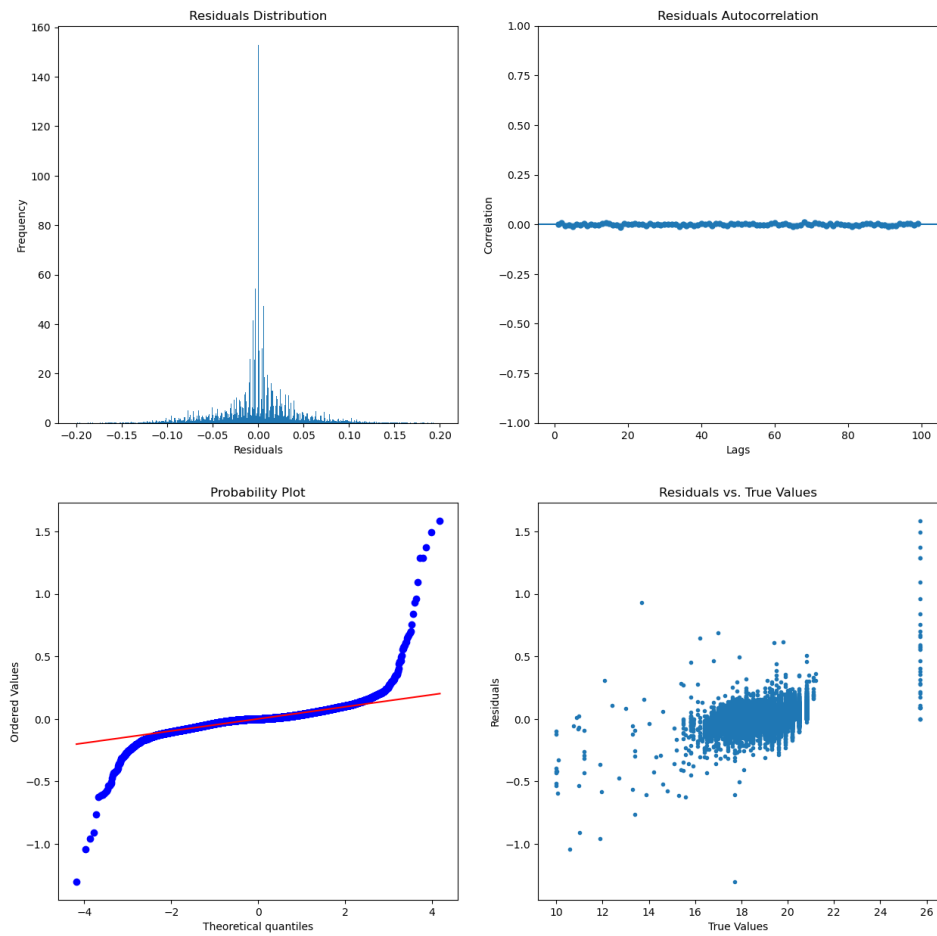 Residuals Distribution
160
140
120
100
80
60
40
20
0
Frequency
−0.20 −0.15 −0.10 −0.05 0.00 0.05 0.10 0.15 0.20
Residuals
Residuals Autocorrelation
1.00
0.75
0.50
0.25
0.00
−0.25
−0.50
−0.75
−1.00
Correlation
0 20 40 60 80 100
Lags
Probability Plot
1.5
1.0
0.5
0.0
−0.5
−1.0
Ordered Values
−4 −2 0 2 4
Theoretical quantiles
Residuals vs. True Values
1.5
1.0
0.5
0.0
−0.5
−1.0
Residuals
10 12 14 16 18 20 22 24 26
True Values